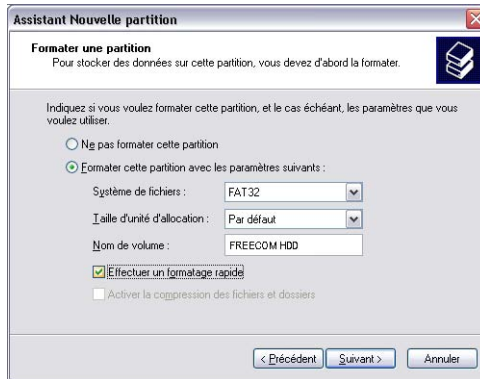 Assistant Nouvelle partition
Formater une partition
Pour stocker des données sur cette partition, vous devez d'abord la formater.
Indiquez si vous voulez formater cette partition, et le cas échéant, les paramètres que vous
voulez utiliser.
Ne pas formater cette partition
Formater cette partition avec les paramètres suivants :
Système de fichiers : FAT32
Taille d'unité d'allocation : Par défaut
Nom de volume : FREECOM HDD
Effectuer un formatage rapide
Activer la compression des fichiers et dossiers
< Précédent Suivant > Annuler